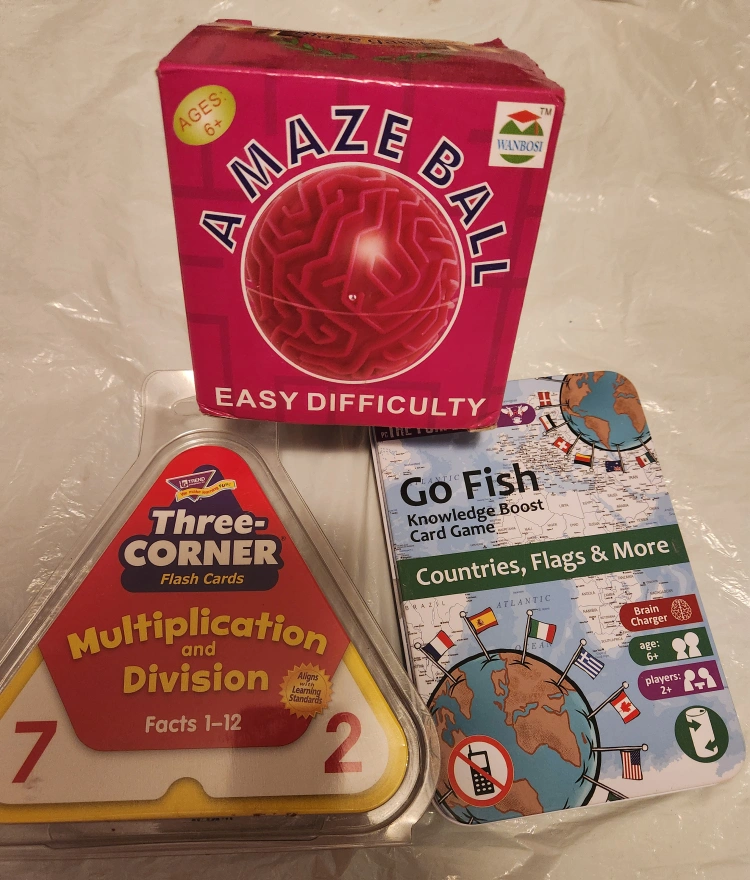 AGES:
6+
A MAZE BALL
TM
WANBOSI
EASY DIFFICULTY
TREND
Three-
CORNER®
Flash Cards
Multiplication
and
Division
Aligns
with
Learning
Standards
Facts 1–12
7
2
Go Fish
Knowledge Boost
Card Game
Countries, Flags & More
ATLANTIC
BRAZIL
Brain
Charger
age:
6+
players:
2+